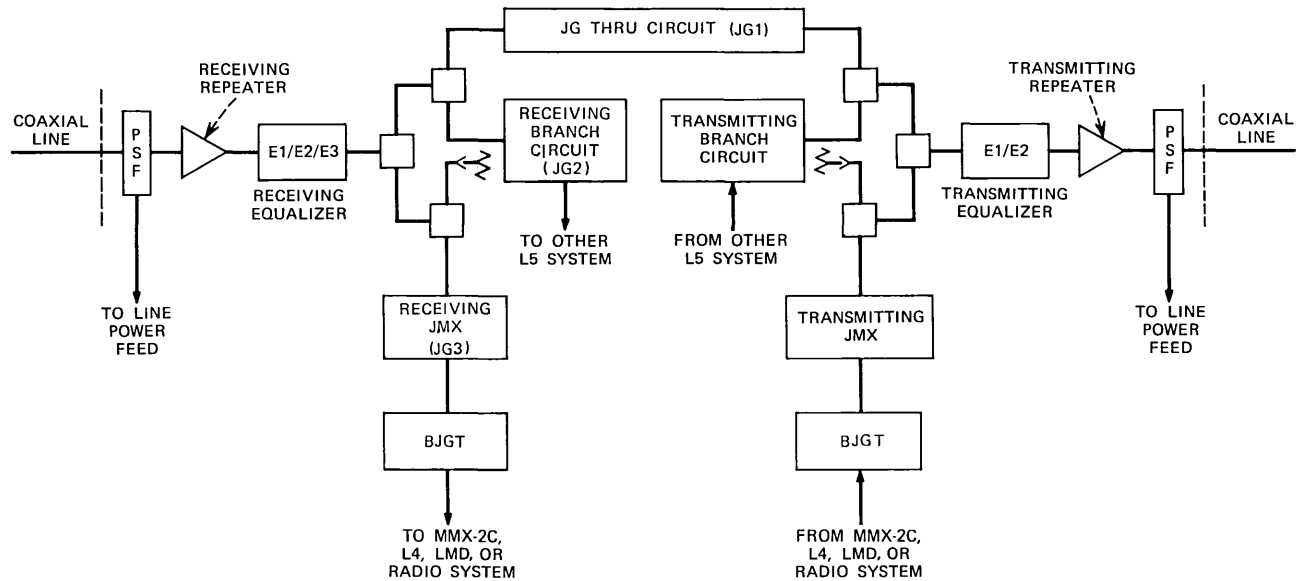 JG THRU CIRCUIT (JG1)
RECEIVING
REPEATER
TRANSMITTING
REPEATER
COAXIAL
LINE
PSF
E1/E2/E3
RECEIVING
EQUALIZER
RECEIVING
BRANCH
CIRCUIT
(JG2)
TRANSMITTING
BRANCH
CIRCUIT
E1/E2
TRANSMITTING
EQUALIZER
PSF
COAXIAL
LINE
TO OTHER
L5 SYSTEM
FROM OTHER
L5 SYSTEM
TO LINE
POWER
FEED
RECEIVING
JMX
(JG3)
TRANSMITTING
JMX
TO LINE
POWER
FEED
BJGT
BJGT
TO MMX-2C,
L4, LMD, OR
RADIO SYSTEM
FROM MMX-2C,
L4, LMD, OR
RADIO SYSTEM